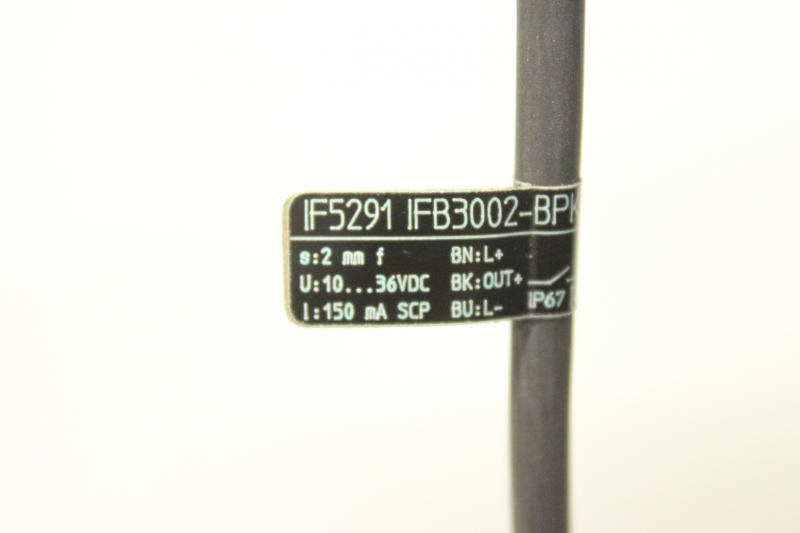 IF5291 IFB3002-BPK
s:2 mm f BN:L+
U:10...36VDC BK:OUT+
I:150 mA SCP BU:L- IP67